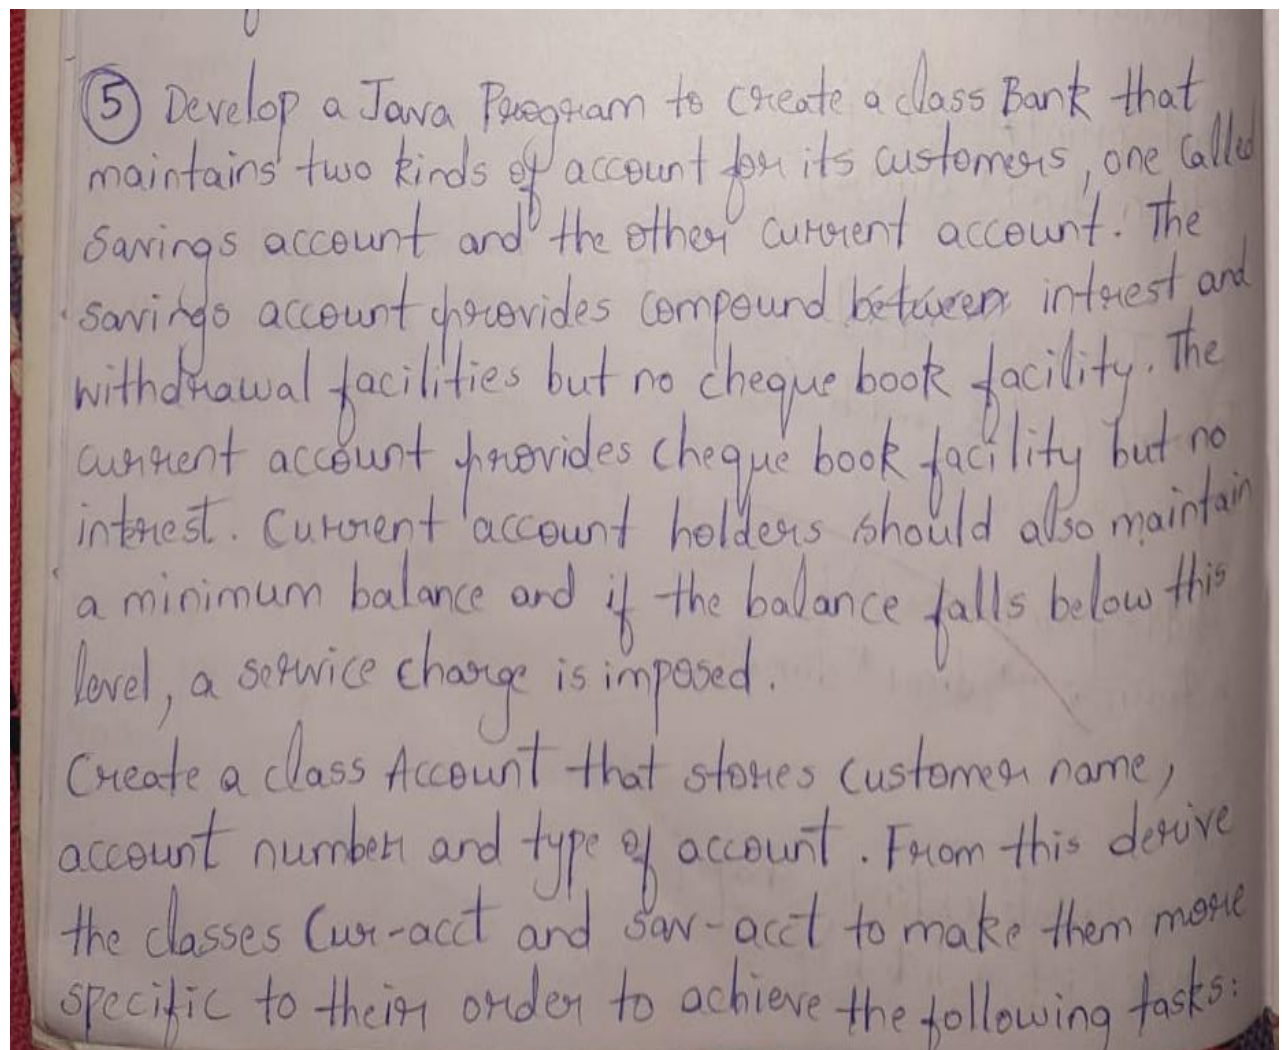 5 Develop a Java Program to create a class Bank that
maintains two kinds of account for its customers, one called
savings account and the other current account. The
savings account provides compound between intrest and
withdrawal facilities but no cheque book facility. The
current account provides cheque book facility but no
intrest. Current account holders should also maintain
a minimum balance and if the balance falls below this
level, a service charge is imposed.
Create a class Account that stores customer name,
account number and type of account. From this derive
the classes Cur-acct and Sav-acct to make them more
specific to their order to achieve the following tasks: